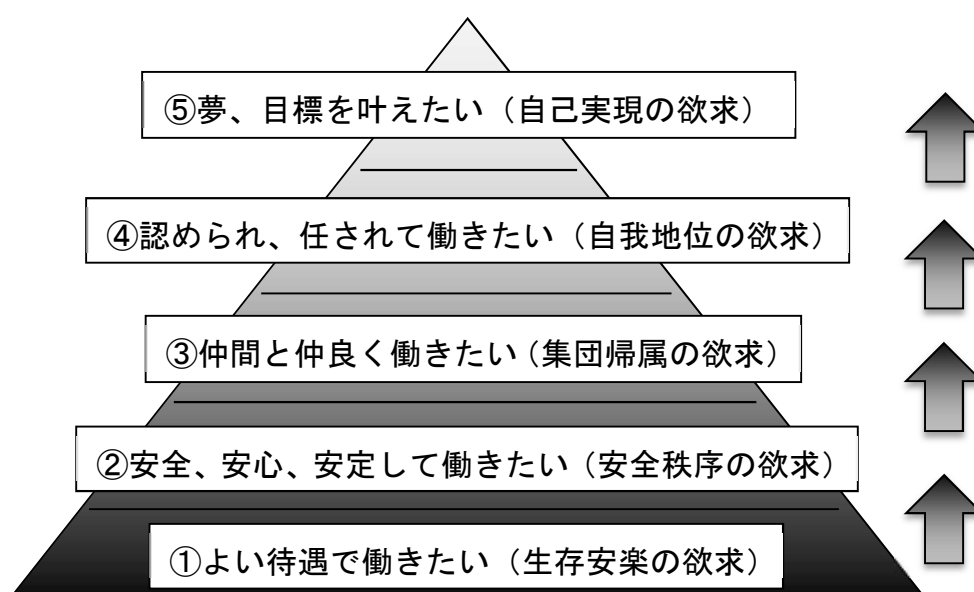 ⑤夢、目標を叶えたい（自己実現の欲求）
④認められ、任されて働きたい（自我地位の欲求）
③仲間と仲良く働きたい（集団帰属の欲求）
②安全、安心、安定して働きたい（安全秩序の欲求）
①よい待遇で働きたい（生存安楽の欲求）